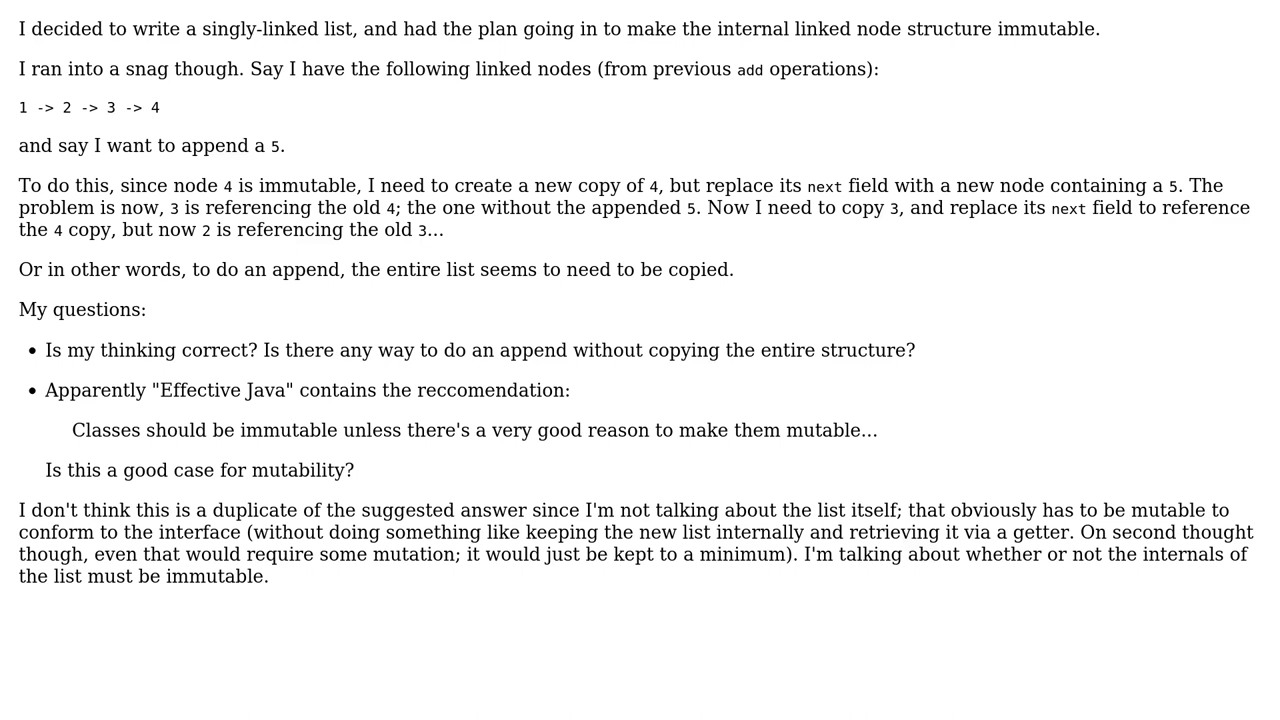 I decided to write a singly-linked list, and had the plan going in to make the internal linked node structure immutable.
I ran into a snag though. Say I have the following linked nodes (from previous add operations):
1 -> 2 -> 3 -> 4
and say I want to append a 5.
To do this, since node 4 is immutable, I need to create a new copy of 4, but replace its next field with a new node containing a 5. The
problem is now, 3 is referencing the old 4; the one without the appended 5. Now I need to copy 3, and replace its next field to reference
the 4 copy, but now 2 is referencing the old 3...
Or in other words, to do an append, the entire list seems to need to be copied.
My questions:
• Is my thinking correct? Is there any way to do an append without copying the entire structure?
• Apparently "Effective Java" contains the reccomendation:
Classes should be immutable unless there's a very good reason to make them mutable...
Is this a good case for mutability?
I don't think this is a duplicate of the suggested answer since I'm not talking about the list itself; that obviously has to be mutable to
conform to the interface (without doing something like keeping the new list internally and retrieving it via a getter. On second thought
though, even that would require some mutation; it would just be kept to a minimum). I'm talking about whether or not the internals of
the list must be immutable.